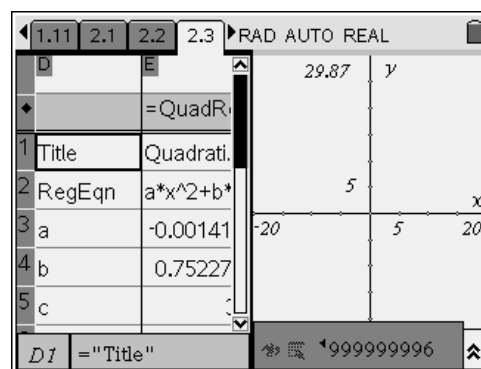 1.11 2.1 2.2 2.3 RAD AUTO REAL
D E
=QuadR
1 Title Quadrati.
2 RegEqn a*x^2+b*
3 a -0.00141
4 b 0.75227
5 c
D1 ="Title"
29.87 y
5
x
-20 5 20
999999996